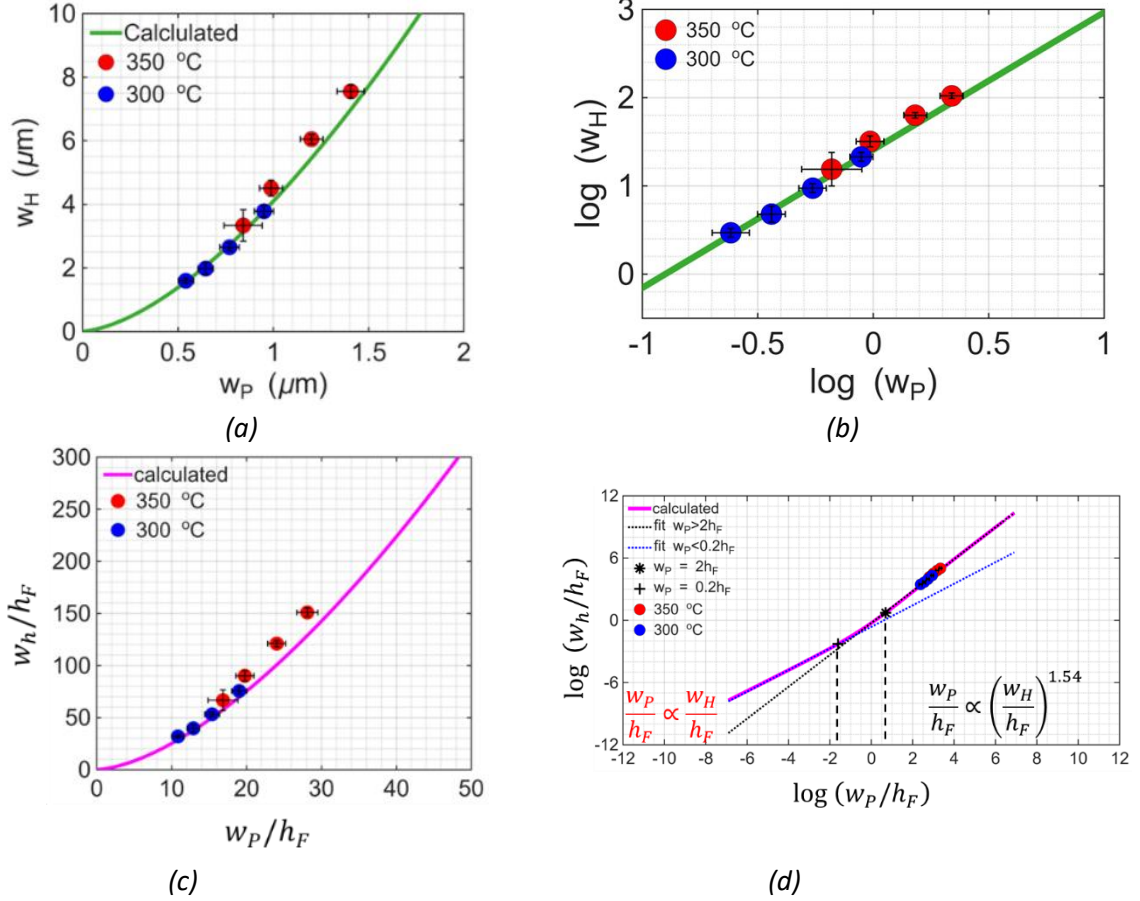 10
8
6
4
2
0
w_H (μm)
Calclulated
350 °C
300 °C
0 0.5 1 1.5 2
w_P (μm)
(a)
3
2
1
0
log (w_H)
350 °C
300 °C
-1 -0.5 0 0.5 1
log (w_P)
(b)
300
250
200
150
100
50
0
w_h/h_F
calculated
350 °C
300 °C
0 10 20 30 40 50
w_P/h_F
(c)
12
6
0
-6
-12
log (w_h/h_F)
calculated
fit w_P>2h_F
fit w_P<0.2h_F
w_P = 2h_F
w_P = 0.2h_F
350 °C
300 °C
w_P/h_F ∝ w_H/h_F
w_P/h_F ∝ (w_H/h_F)^1.54
-12 -10 -8 -6 -4 -2 0 2 4 6 8 10 12
log (w_P/h_F)
(d)